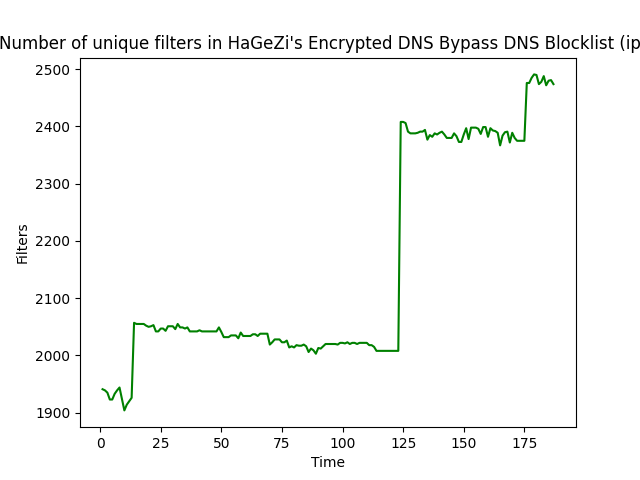 Number of unique filters in HaGeZi's Encrypted DNS Bypass DNS Blocklist (ip
2500
2400
2300
2200
2100
2000
1900
Filters
0 25 50 75 100 125 150 175
Time